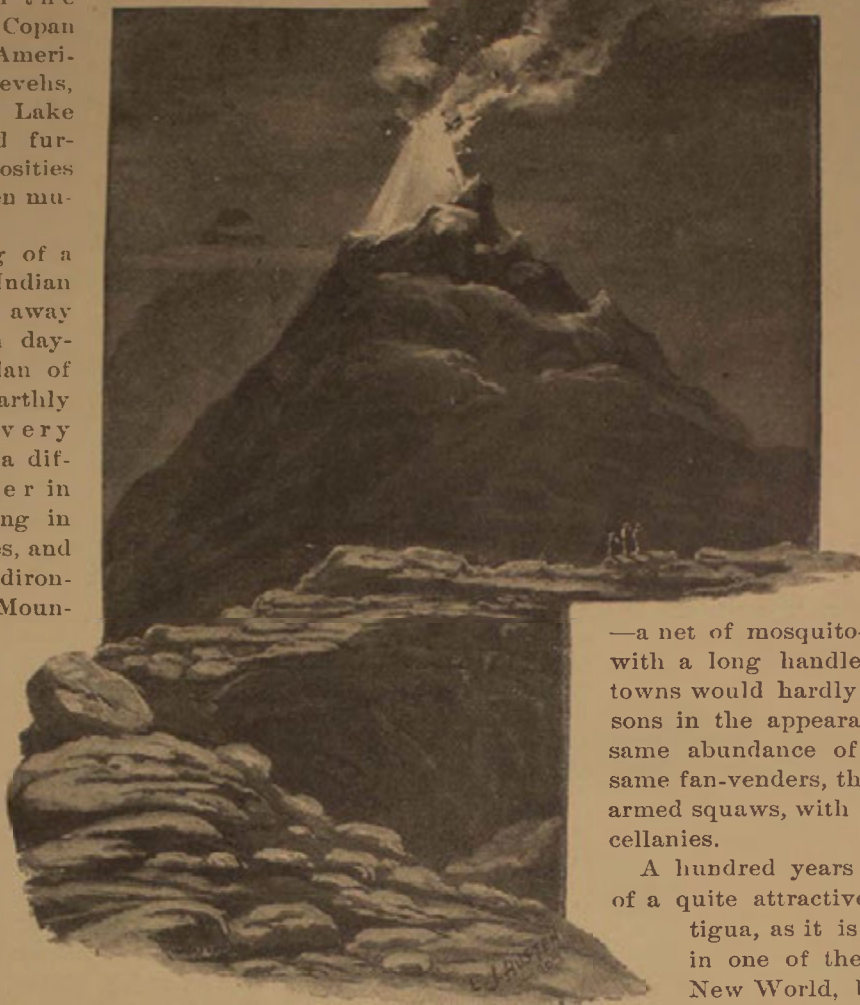 the
Copan
Ameri-
evehs,
Lake
fur-
osities
n mu-
g of a
Indian
away
day-
lan of
arthly
very
a dif-
er in
ng in
es, and
diron-
Moun-
—a net of mosquito-
with a long handle
towns would hardly
sons in the appeara
same abundance of
same fan-venders, th
armed squaws, with
cellanies.
A hundred years
of a quite attractive
tigua, as it is
in one of the
New World,